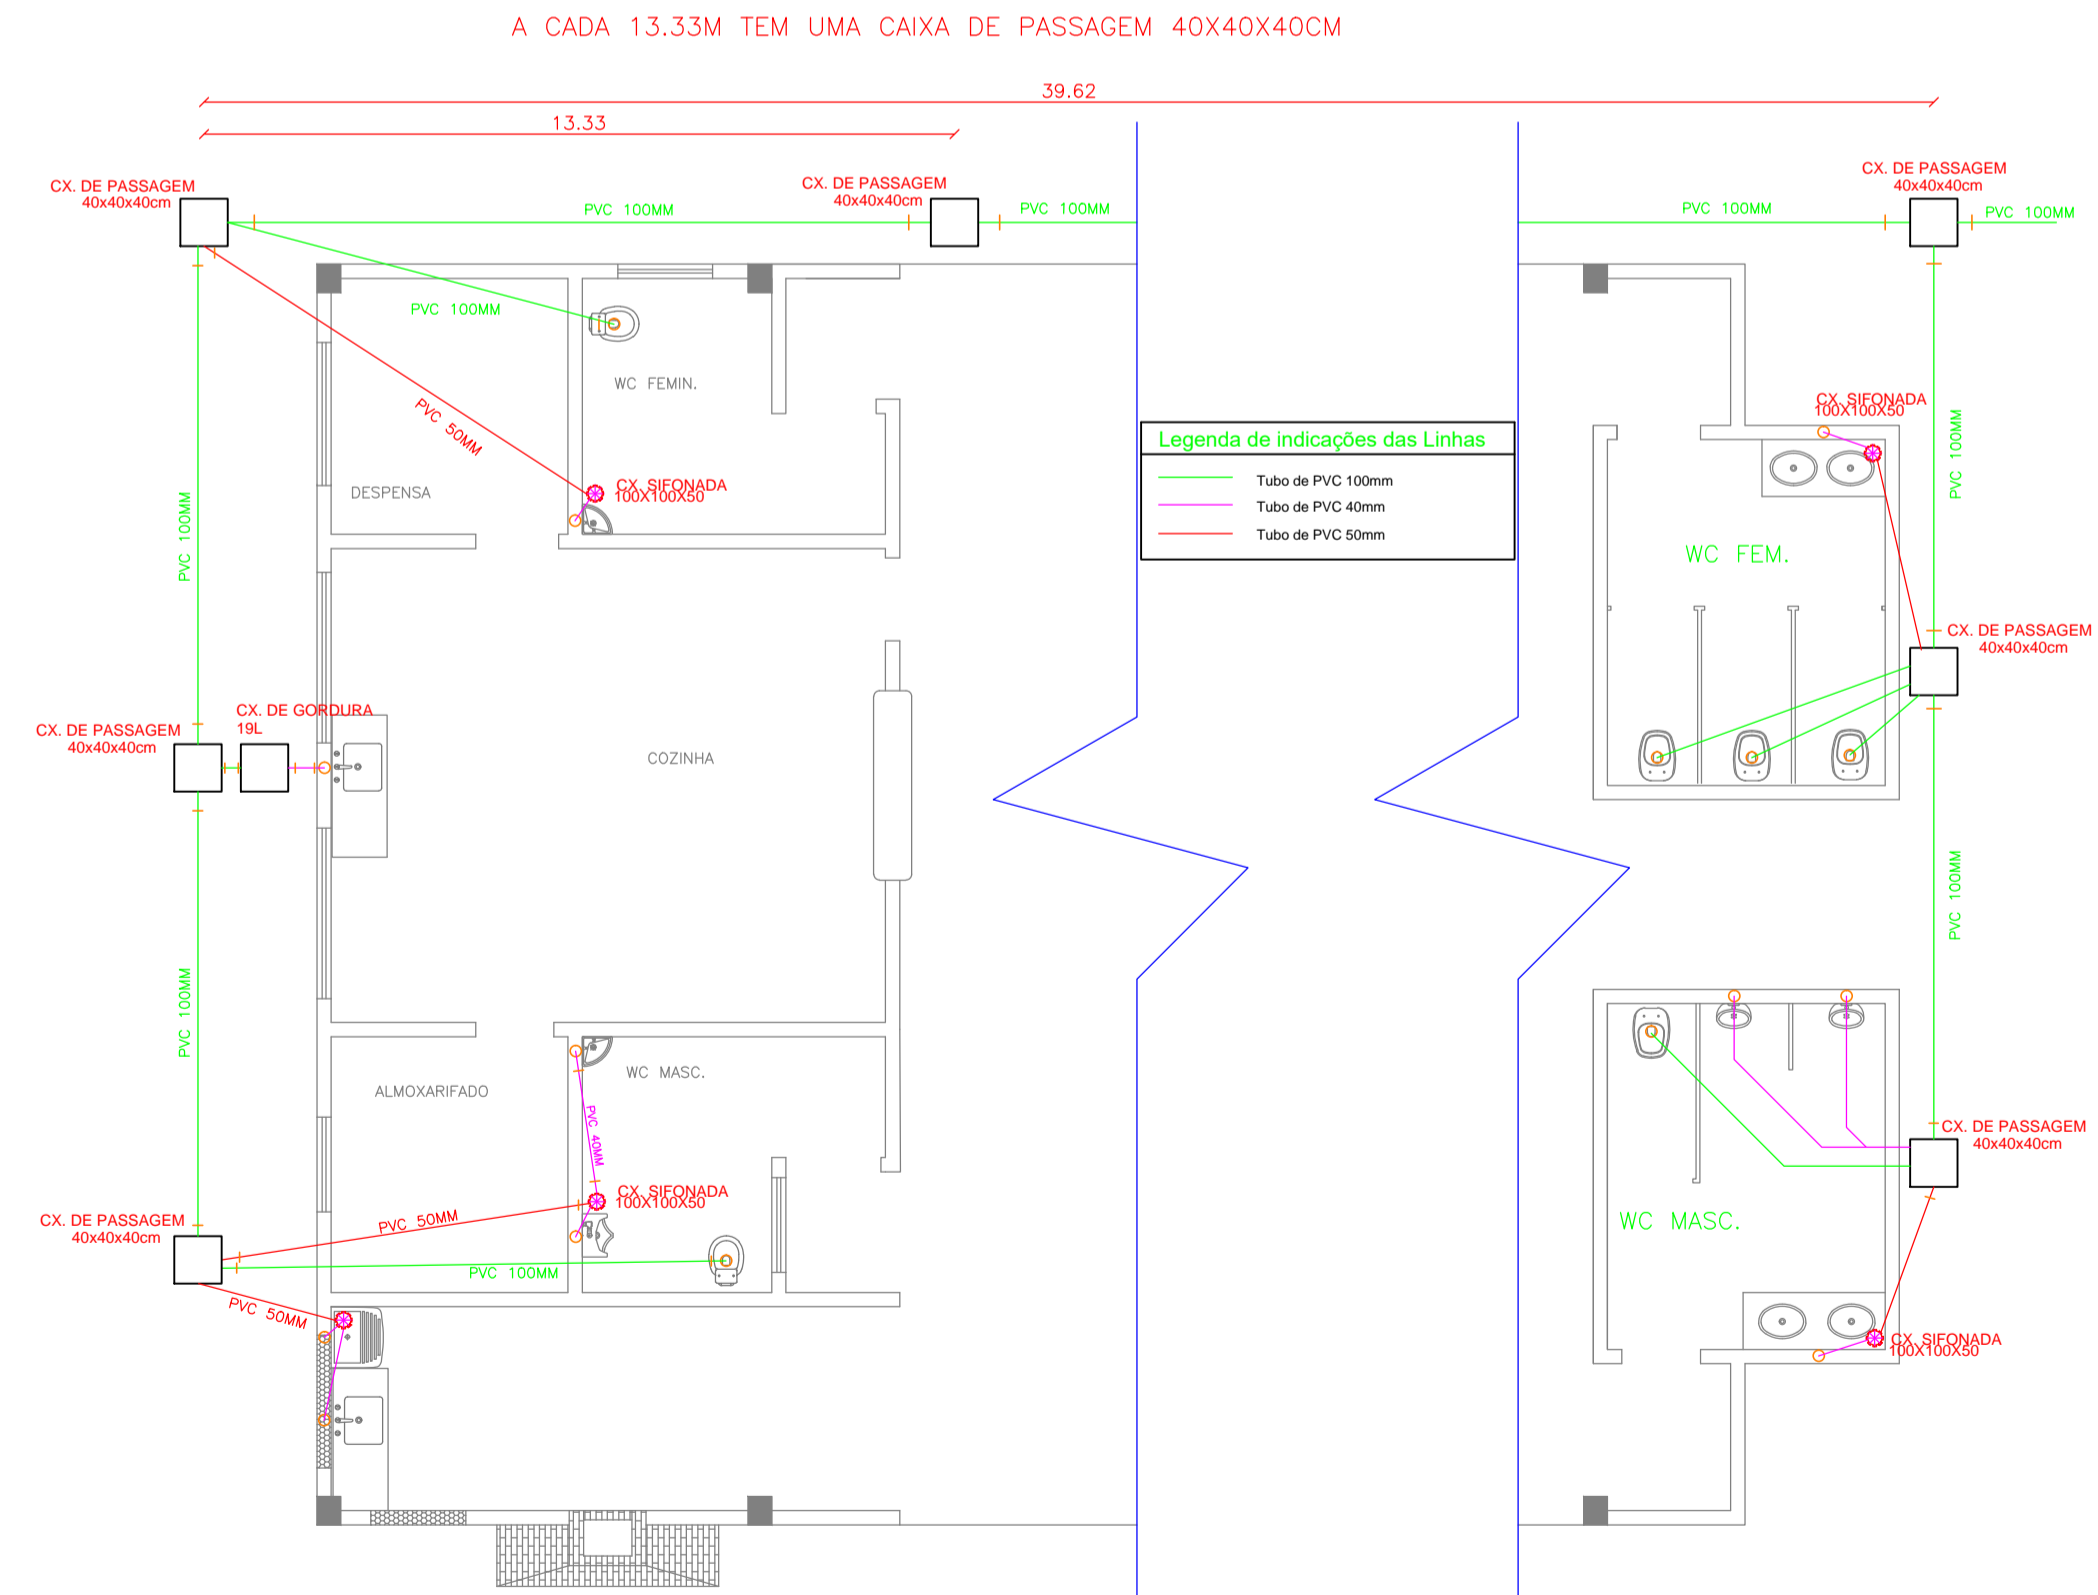 A CADA 13.33M TEM UMA CAIXA DE PASSAGEM 40X40X40CM
39.62
13.33
CX. DE PASSAGEM
40x40x40cm
PVC 100MM
CX. DE PASSAGEM
40x40x40cm
PVC 100MM
PVC 100MM
CX. DE PASSAGEM
40x40x40cm
PVC 100MM
PVC 100MM
WC FEMIN.
PVC 50MM
CX. SIFONADA
100X100X50
DESPENSA
PVC 100MM
Legenda de indicações das Linhas
Tubo de PVC 100mm
Tubo de PVC 40mm
Tubo de PVC 50mm
CX. SIFONADA
100X100X50
PVC 100MM
WC FEM.
CX. DE PASSAGEM
40x40x40cm
CX. DE GORDURA
19L
CX. DE PASSAGEM
40x40x40cm
COZINHA
PVC 100MM
PVC 100MM
WC MASC.
ALMOXARIFADO
PVC 40MM
CX. SIFONADA
100X100X50
PVC 50MM
CX. DE PASSAGEM
40x40x40cm
PVC 100MM
PVC 50MM
CX. DE PASSAGEM
40x40x40cm
WC MASC.
CX. SIFONADA
100X100X50